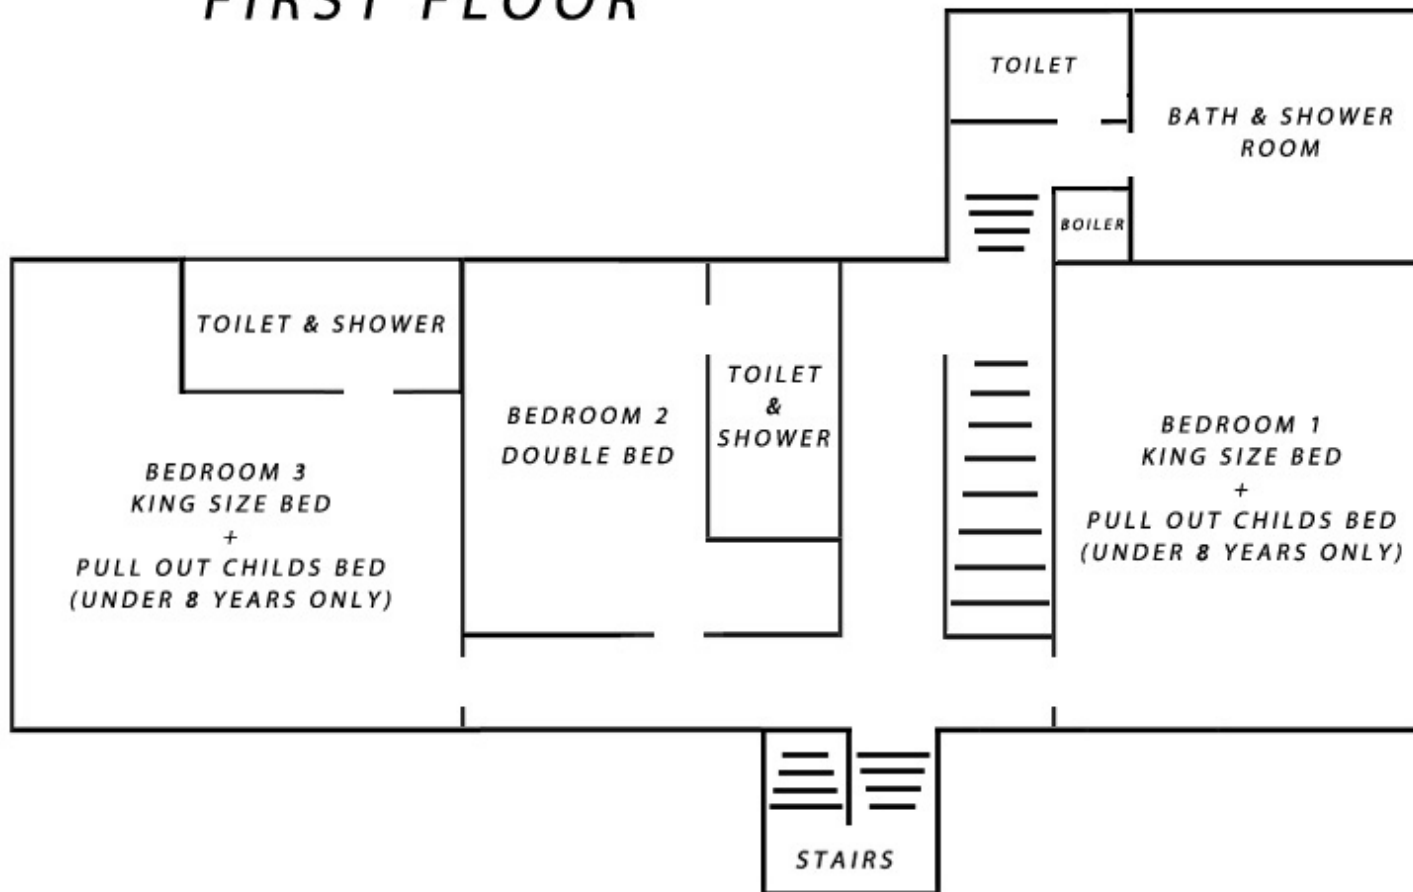 FIRST FLOOR
TOILET
BATH & SHOWER
ROOM
BOILER
TOILET & SHOWER
TOILET
&
SHOWER
BEDROOM 2
DOUBLE BED
BEDROOM 1
KING SIZE BED
+
PULL OUT CHILDS BED
(UNDER 8 YEARS ONLY)
BEDROOM 3
KING SIZE BED
+
PULL OUT CHILDS BED
(UNDER 8 YEARS ONLY)
STAIRS